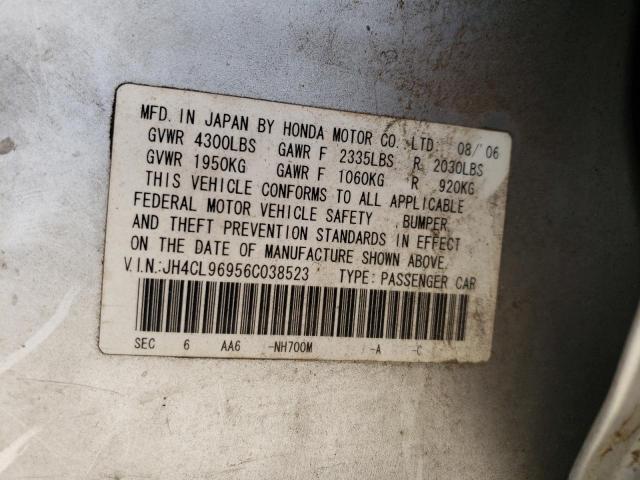 MFD. IN JAPAN BY HONDA MOTOR CO., LTD. 08/'06
GVWR 4300LBS GAWR F 2335LBS R 2030LBS
GVWR 1950KG GAWR F 1060KG R 920KG
THIS VEHICLE CONFORMS TO ALL APPLICABLE
FEDERAL MOTOR VEHICLE SAFETY, BUMPER,
AND THEFT PREVENTION STANDARDS IN EFFECT
ON THE DATE OF MANUFACTURE SHOWN ABOVE.
V.I.N.:JH4CL96956C038523 TYPE: PASSENGER CAR
SEC 6 AA6 -NH700M -A -C